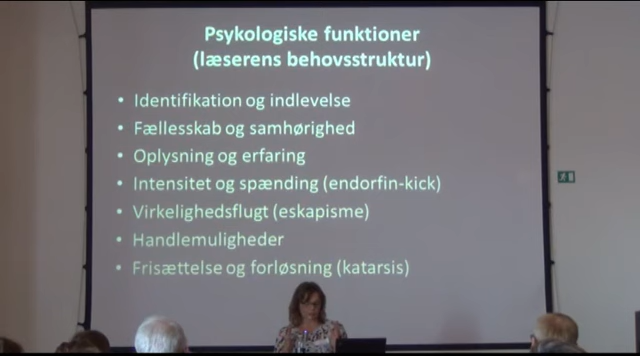 Psykologiske funktioner
(læserens behovsstruktur)
• Identifikation og indlevelse
• Fællesskab og samhørighed
• Oplysning og erfaring
• Intensitet og spænding (endorfin-kick)
• Virkelighedsflugt (eskapisme)
• Handlemuligheder
• Frisættelse og forløsning (katarsis)